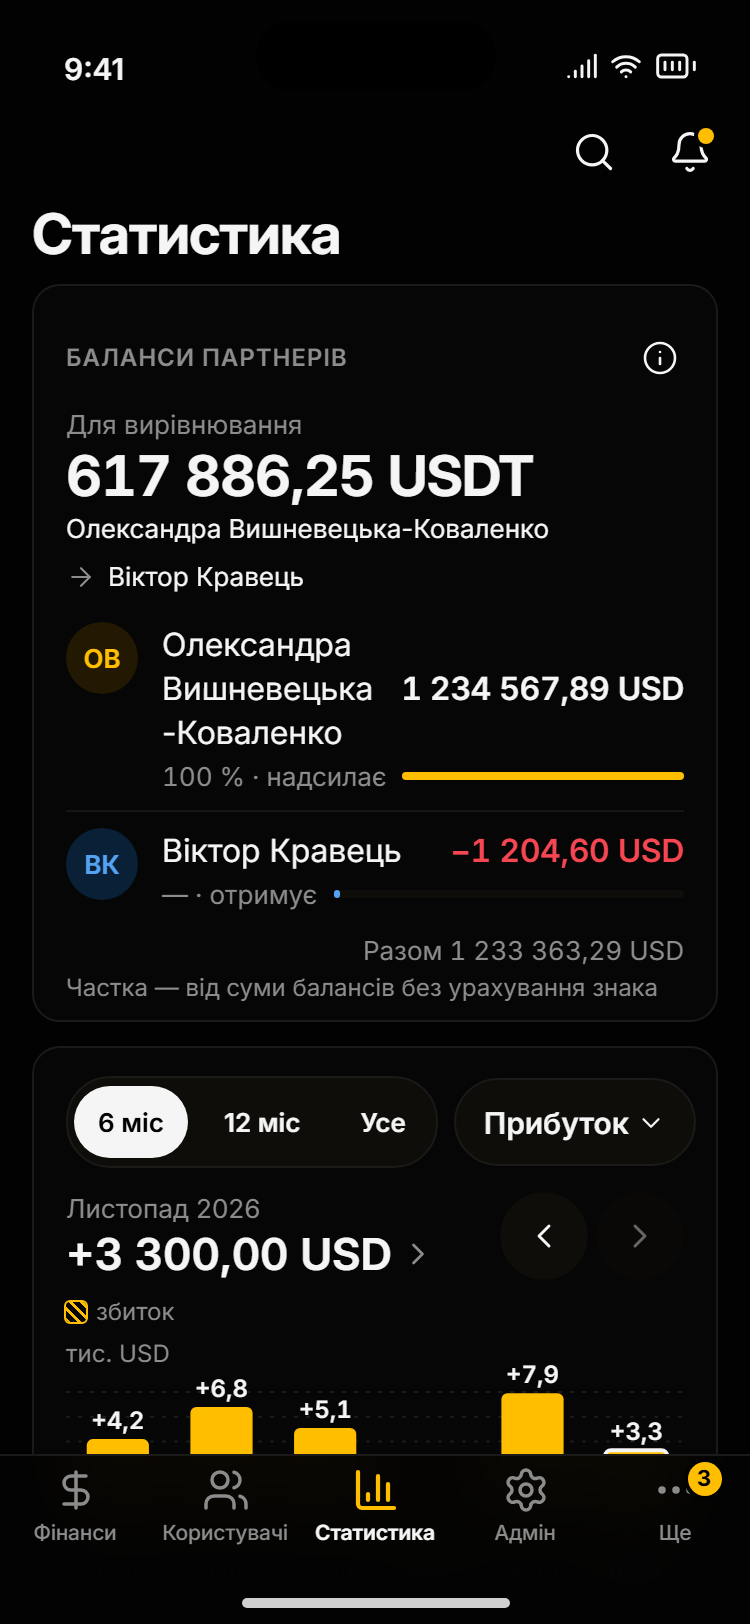 9:41
Статистика
БАЛАНСИ ПАРТНЕРІВ
Для вирівнювання
617 886,25 USDT
Олександра Вишневецька-Коваленко
→ Віктор Кравець
ОВ
Олександра
Вишневецька
-Коваленко
1 234 567,89 USD
100 % · надсилає
ВК
Віктор Кравець
−1 204,60 USD
— · отримує
Разом 1 233 363,29 USD
Частка — від суми балансів без урахування знака
6 міс
12 міс
Усе
Прибуток
Листопад 2026
+3 300,00 USD
збиток
тис. USD
+4,2
+6,8
+5,1
+7,9
+3,3
3
Фінанси
Користувачі
Статистика
Адмін
Ще